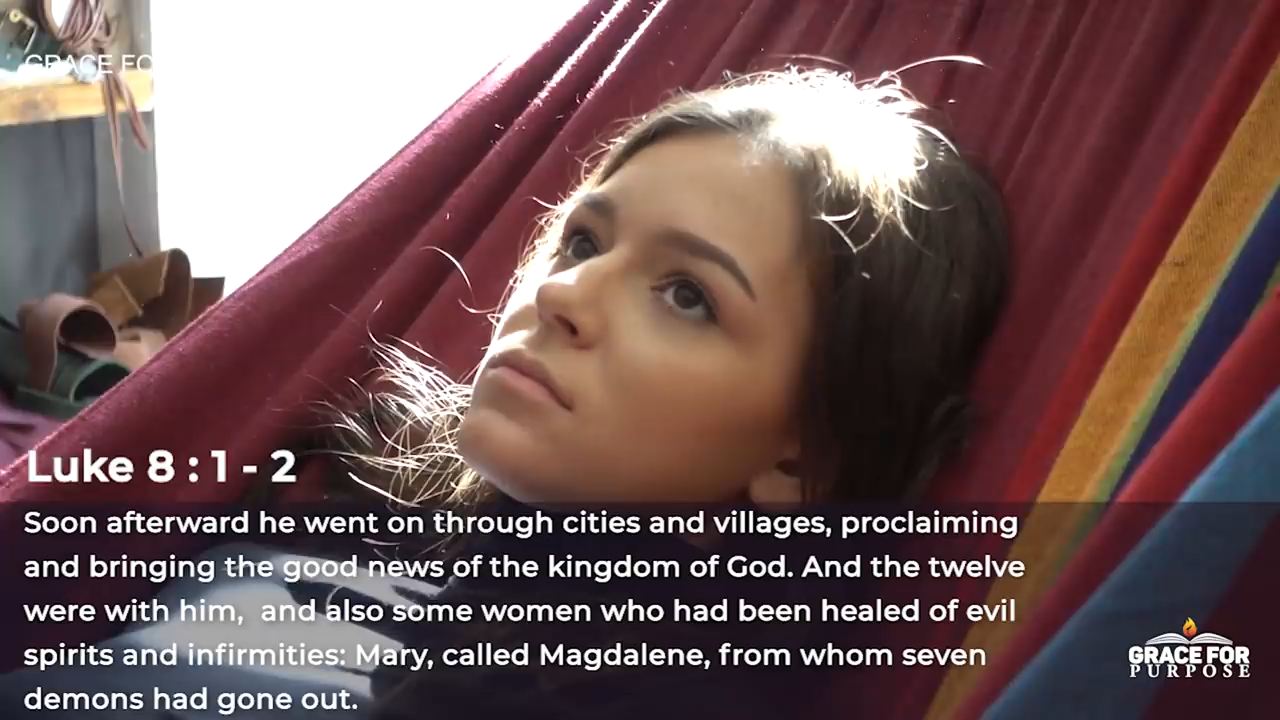 GRACE FO
Luke 8 : 1 - 2
Soon afterward he went on through cities and villages, proclaiming
and bringing the good news of the kingdom of God. And the twelve
were with him,  and also some women who had been healed of evil
spirits and infirmities: Mary, called Magdalene, from whom seven
demons had gone out.
GRACE FOR
PURPOSE